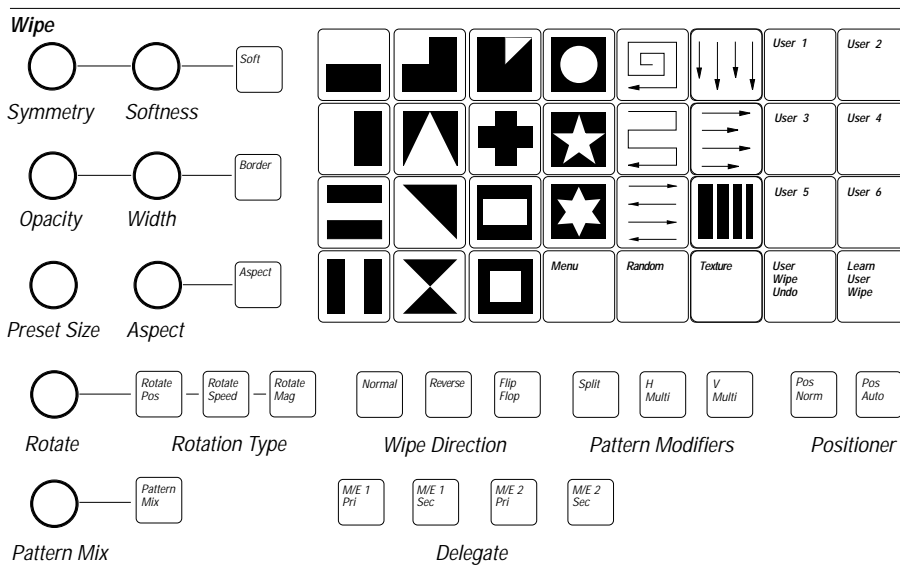 Wipe
Soft
User 1
User 2
Symmetry
Softness
User 3
User 4
Border
Opacity
Width
User 5
User 6
Aspect
Menu
Random
Texture
User
Wipe
Undo
Learn
User
Wipe
Preset Size
Aspect
Rotate
Pos
Rotate
Speed
Rotate
Mag
Normal
Reverse
Flip
Flop
Split
H
Multi
V
Multi
Pos
Norm
Pos
Auto
Rotate
Rotation Type
Wipe Direction
Pattern Modifiers
Positioner
Pattern
Mix
M/E 1
Pri
M/E 1
Sec
M/E 2
Pri
M/E 2
Sec
Pattern Mix
Delegate